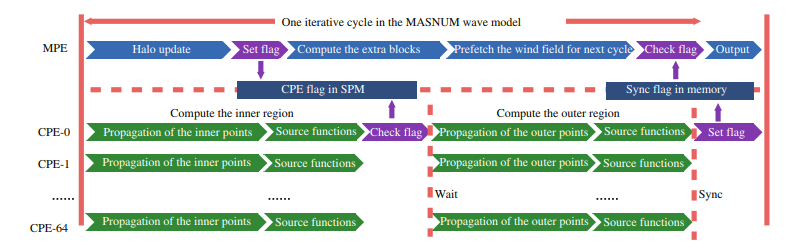 One iterative cycle in the MASNUM wave model
MPE
Halo update
Set flag
Compute the extra blocks
Prefetch the wind field for next cycle
Check flag
Output
CPE flag in SPM
Sync flag in memory
Compute the inner region
Compute the outer region
CPE-0
Propagation of the inner points
Source functions
Check flag
Propagation of the outer points
Source functions
Set flag
CPE-1
Propagation of the inner points
Source functions
Propagation of the outer points
Source functions
......
......
Wait
......
Sync
CPE-64
Propagation of the inner points
Source functions
Propagation of the outer points
Source functions